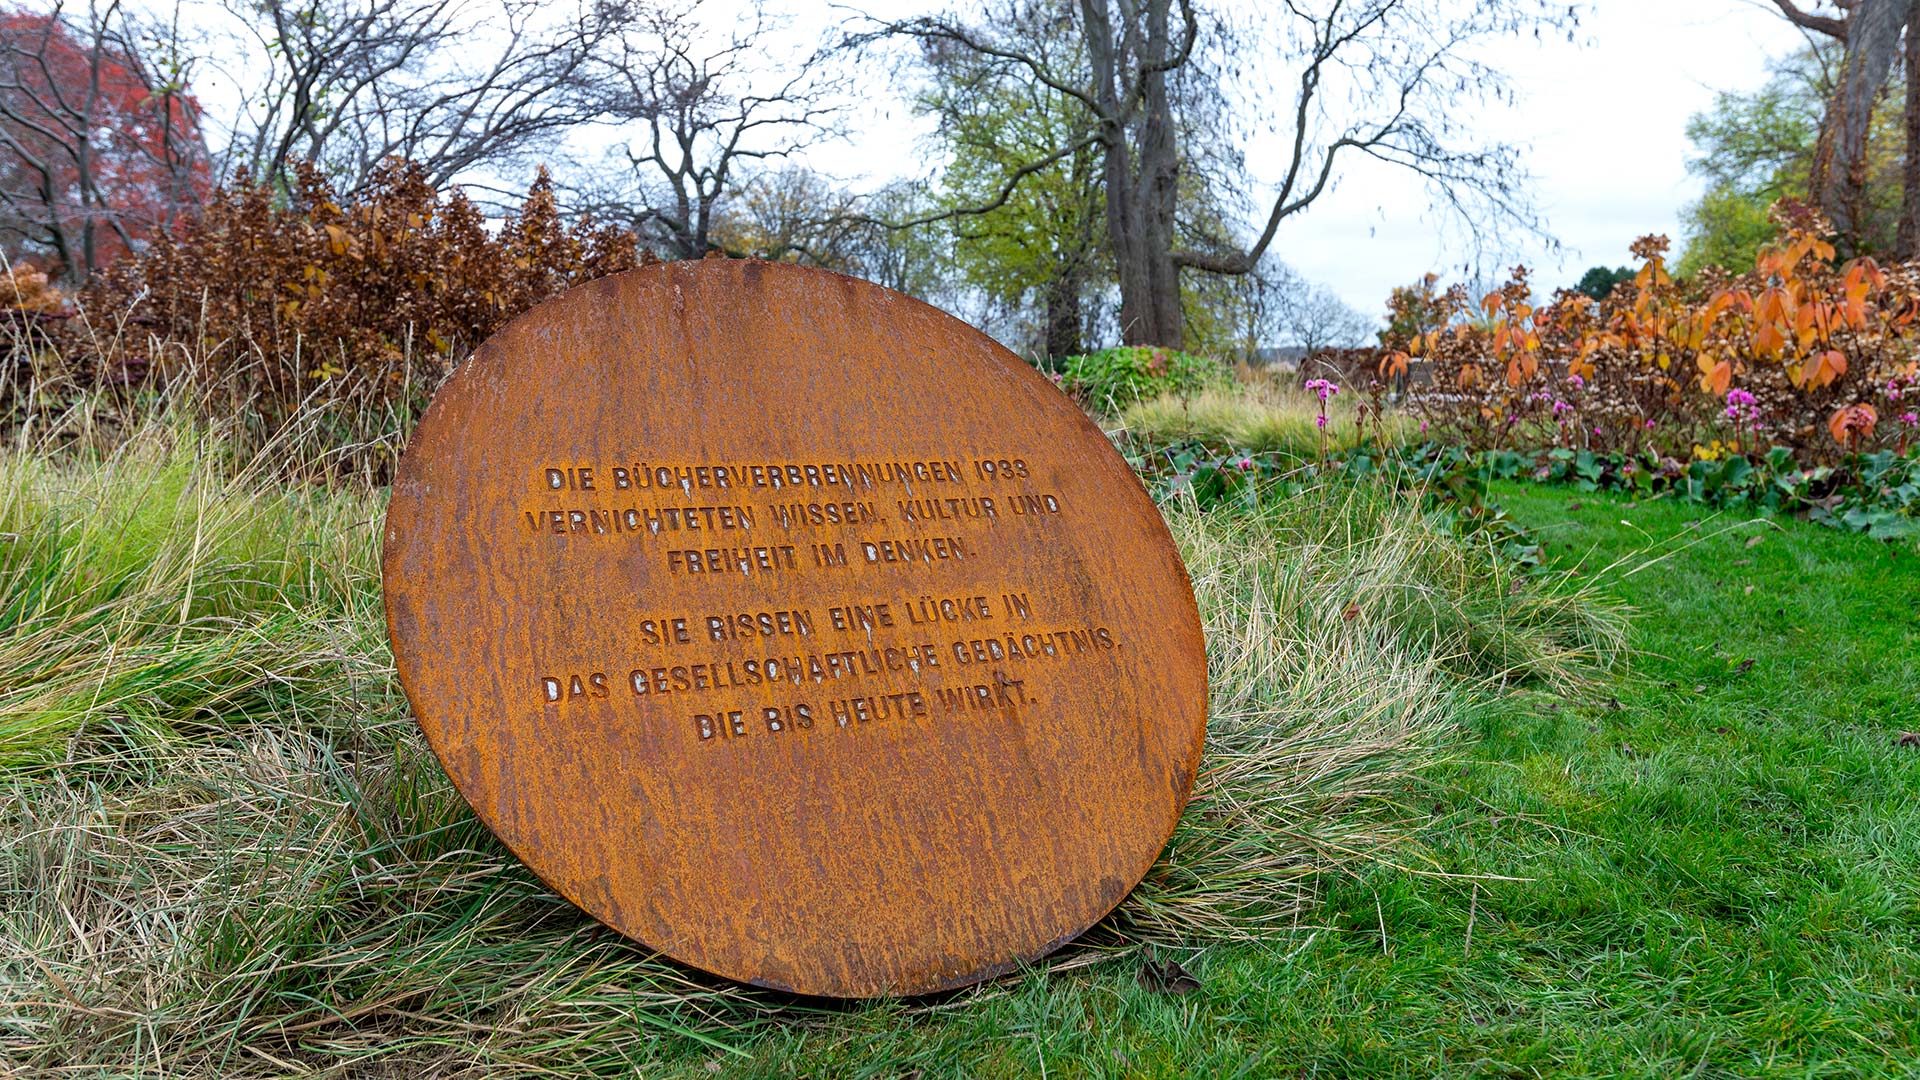 DIE BÜCHERVERBRENNUNGEN 1933
VERNICHTETEN WISSEN, KULTUR UND
FREIHEIT IM DENKEN.
SIE RISSEN EINE LÜCKE IN
DAS GESELLSCHAFTLICHE GEDÄCHTNIS,
DIE BIS HEUTE WIRKT.